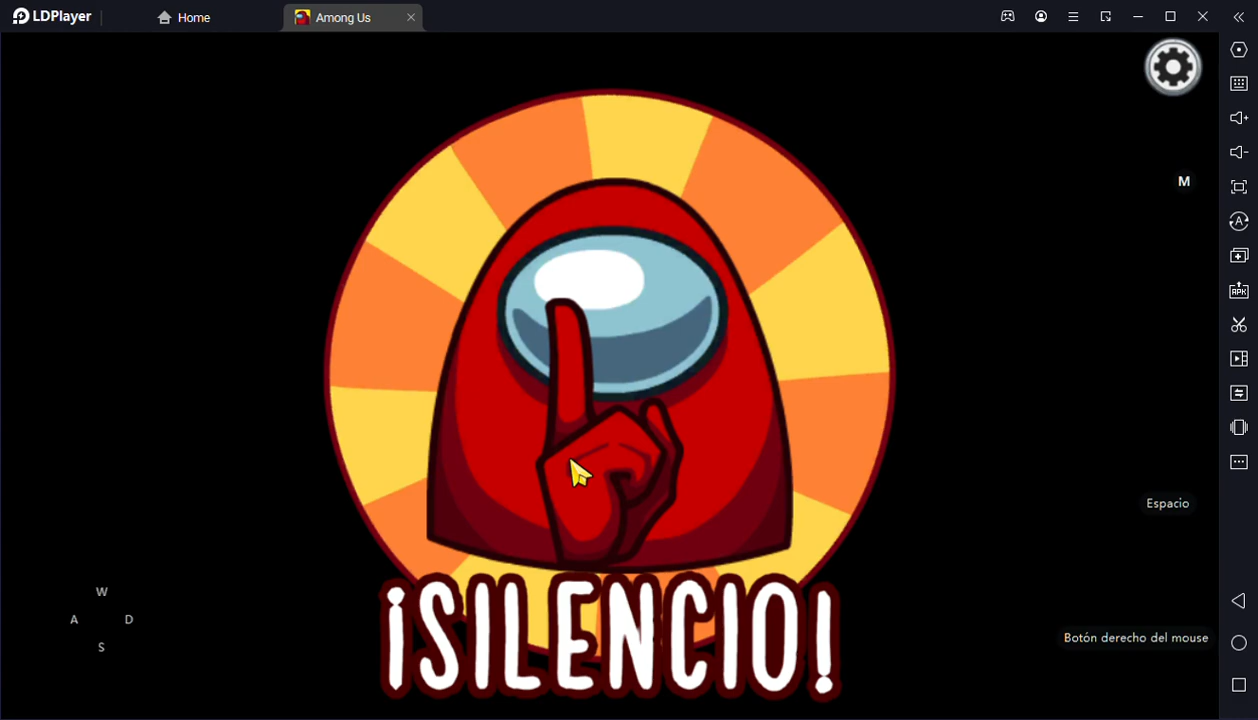 LDPlayer
Home
Among Us
M
Espacio
W
A D
S
Botón derecho del mouse
¡SILENCIO!
A
APK